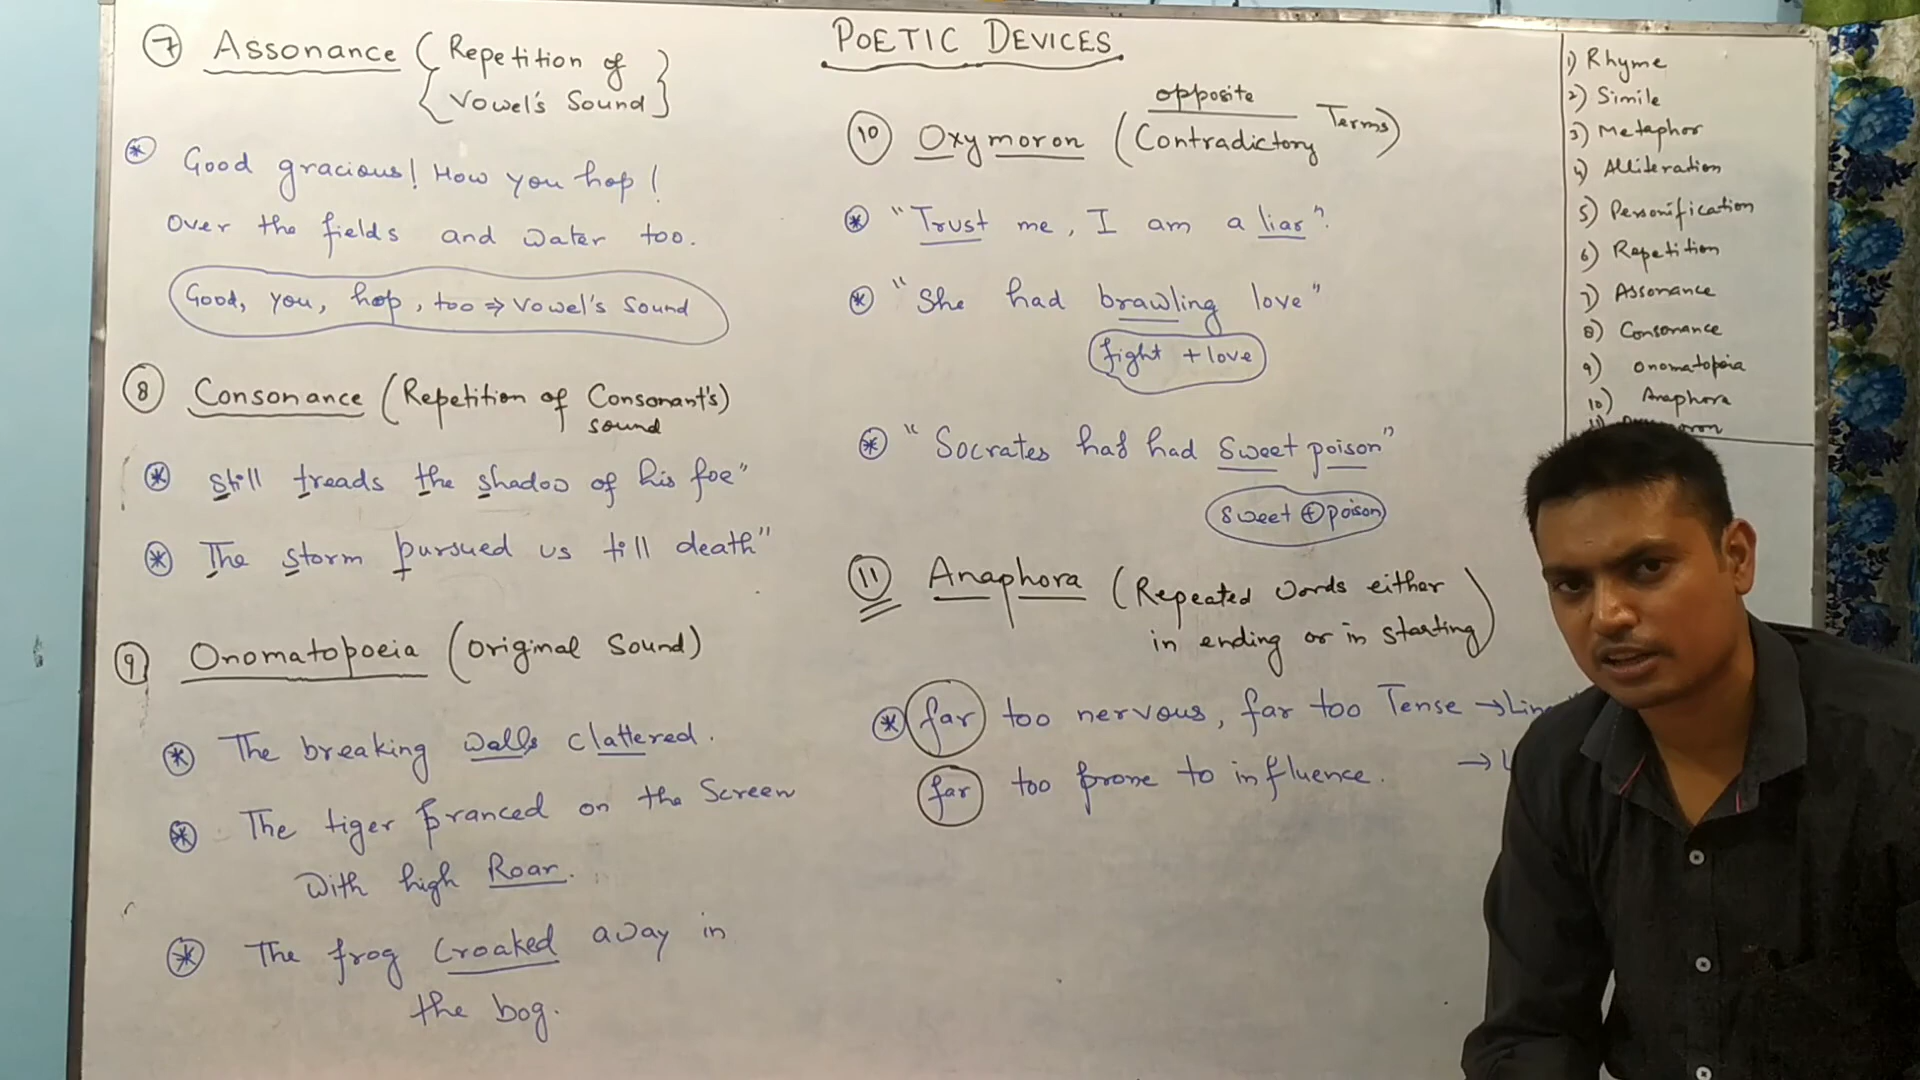 POETIC DEVICES
7 Assonance (Repetition of
Vowel's Sound)
* Good gracious! How you hop!
Over the fields and water too.
Good, you, hop, too ⇒ Vowel's Sound
8 Consonance (Repetition of Consonant's)
sound
* Still treads the shadow of his foe"
* The storm pursued us till death"
9 Onomatopoeia (Original Sound)
* The breaking walls clattered.
* The tiger pranced on the Screen
with high Roar.
* The frog Croaked away in
the bog.
opposite
10 Oxymoron (Contradictory Terms)
* "Trust me, I am a liar".
* "She had brawling love"
fight + love
* "Socrates had had Sweet poison"
Sweet + poison
11 Anaphora (Repeated words either
in ending or in starting)
* far too nervous, far too Tense →
far too prone to influence. →
1) Rhyme
2) Simile
3) Metaphor
4) Alliteration
5) Personification
6) Repetition
7) Assonance
8) Consonance
9) Onomatopoeia
10) Anaphora